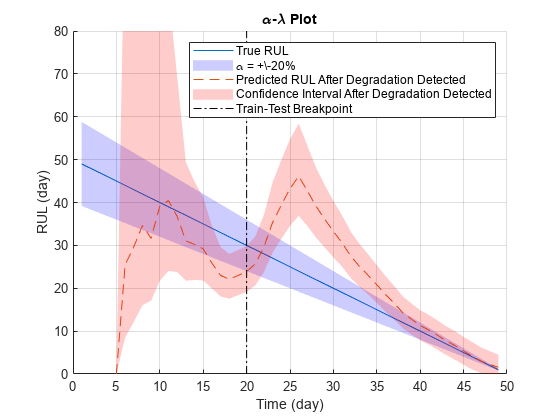 α-λ Plot
True RUL
α = +\-20%
Predicted RUL After Degradation Detected
Confidence Interval After Degradation Detected
Train-Test Breakpoint
RUL (day)
80
70
60
50
40
30
20
10
0
0 5 10 15 20 25 30 35 40 45 50
Time (day)